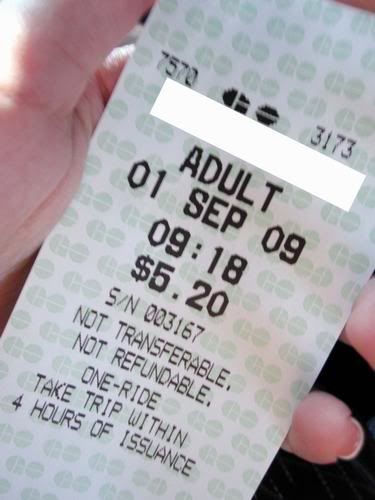 7570
GO
3173
ADULT
01 SEP 09
09:18
$5.20
S/N 003167
NOT TRANSFERABLE.
NOT REFUNDABLE.
ONE-RIDE
TAKE TRIP WITHIN
4 HOURS OF ISSUANCE